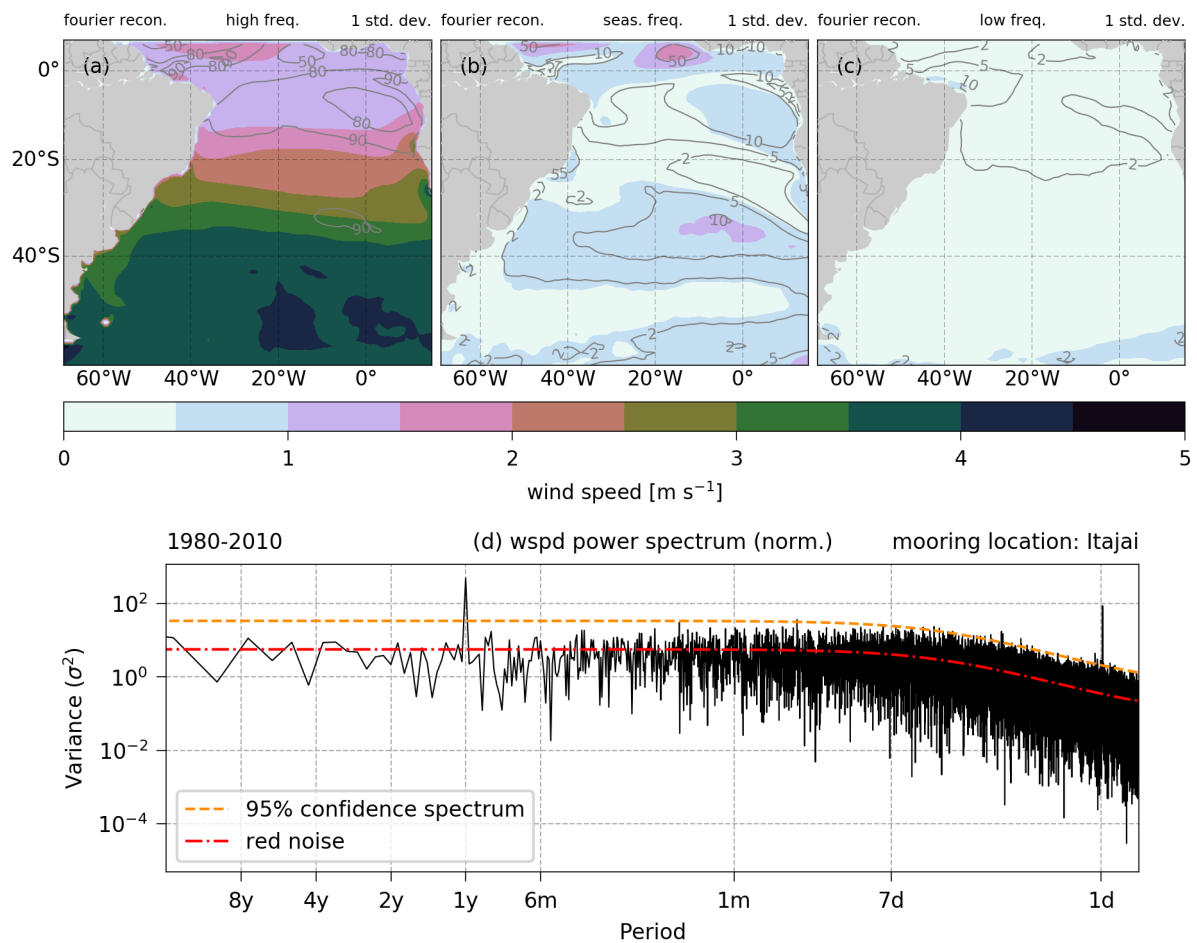 fourier recon. high freq. 1 std. dev. fourier recon. seas. freq. 1 std. dev. fourier recon. low freq. 1 std. dev.
(a) (b) (c)
0°
20°S
40°S
60°W 40°W 20°W 0° 60°W 40°W 20°W 0° 60°W 40°W 20°W 0°
0 1 2 3 4 5
wind speed [m s⁻¹]
1980-2010 (d) wspd power spectrum (norm.) mooring location: Itajai
Variance (σ²)
10²
10⁰
10⁻²
10⁻⁴
95% confidence spectrum
red noise
8y 4y 2y 1y 6m 1m 7d 1d
Period